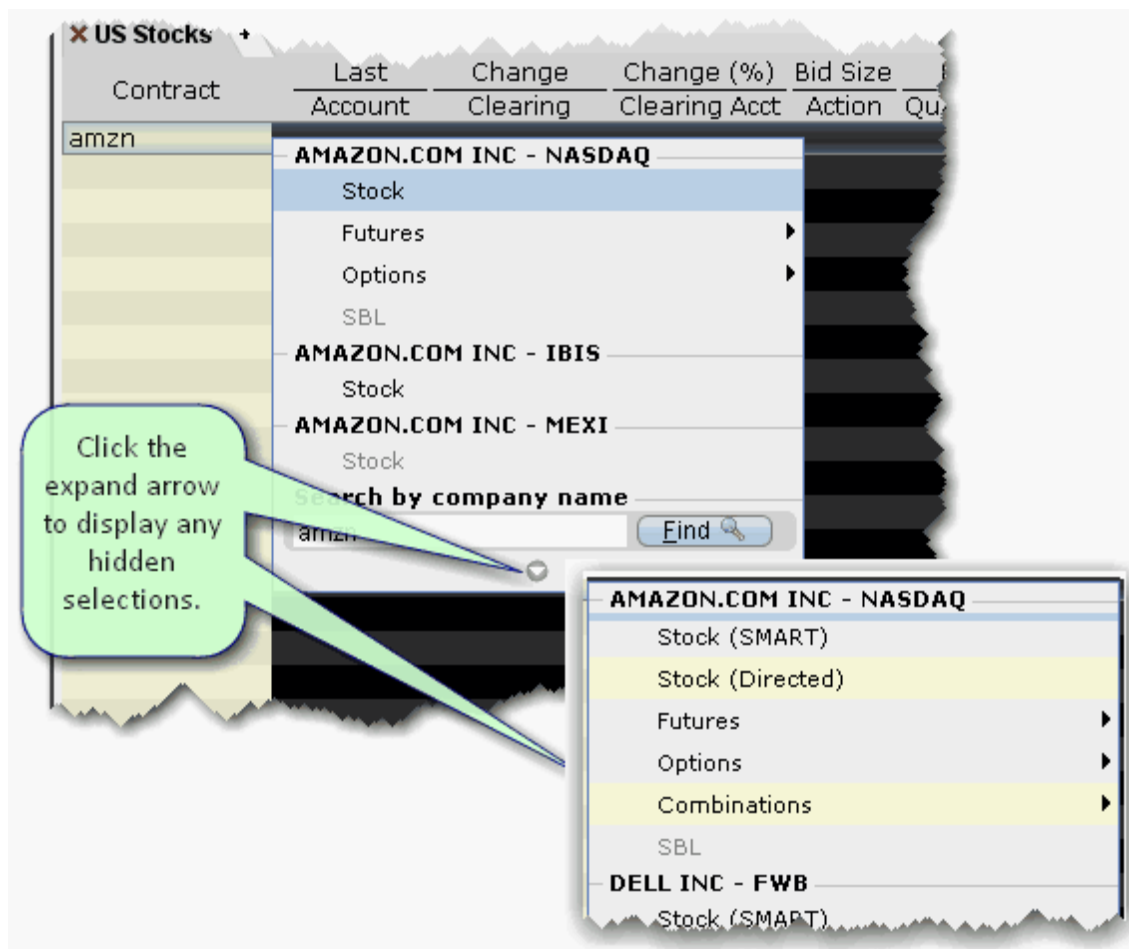 US Stocks +
Contract
Last Change Change (%) Bid Size
Account Clearing Clearing Acct Action
amzn
AMAZON.COM INC - NASDAQ
Stock
Futures
Options
SBL
AMAZON.COM INC - IBIS
Stock
AMAZON.COM INC - MEXI
Stock
Search by company name
amzn Find
Click the
expand arrow
to display any
hidden
selections.
AMAZON.COM INC - NASDAQ
Stock (SMART)
Stock (Directed)
Futures
Options
Combinations
SBL
DELL INC - FWB
Stock (SMART)